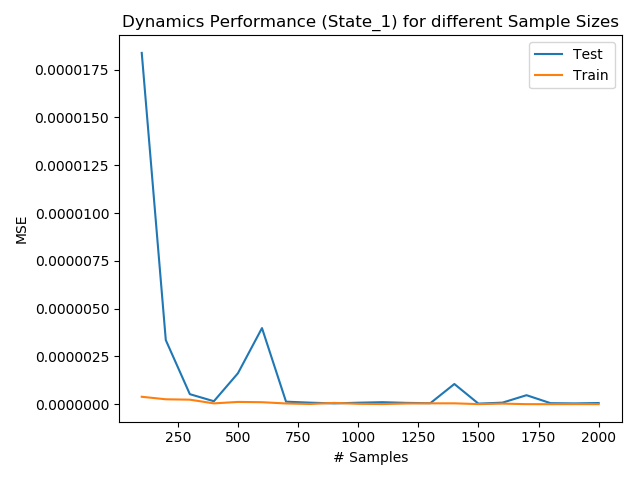 Dynamics Performance (State_1) for different Sample Sizes
Test
Train
0.0000175
0.0000150
0.0000125
0.0000100
0.0000075
0.0000050
0.0000025
0.0000000
MSE
250 500 750 1000 1250 1500 1750 2000
# Samples